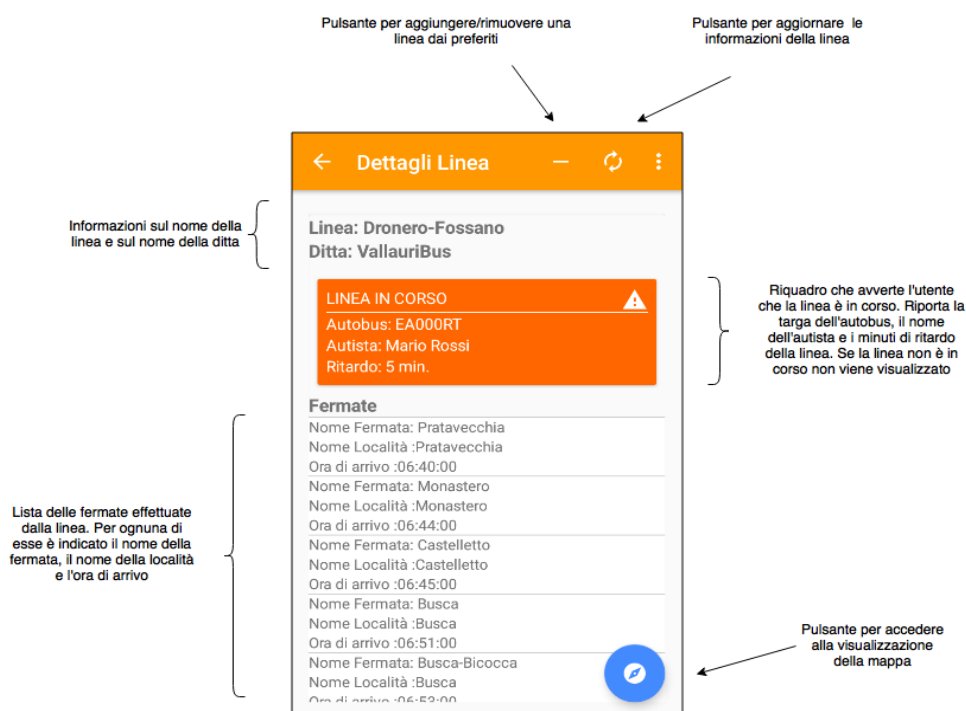 Pulsante per aggiungere/rimuovere una
linea dai preferiti
Pulsante per aggiornare le
informazioni della linea
Dettagli Linea
Informazioni sul nome della
linea e sul nome della ditta
Linea: Dronero-Fossano
Ditta: VallauriBus
LINEA IN CORSO
Autobus: EA000RT
Autista: Mario Rossi
Ritardo: 5 min.
Riquadro che avverte l'utente
che la linea è in corso. Riporta la
targa dell'autobus, il nome
dell'autista e i minuti di ritardo
della linea. Se la linea non è in
corso non viene visualizzato
Fermate
Nome Fermata: Pratavecchia
Nome Località :Pratavecchia
Ora di arrivo :06:40:00
Nome Fermata: Monastero
Nome Località :Monastero
Ora di arrivo :06:44:00
Nome Fermata: Castelletto
Nome Località :Castelletto
Ora di arrivo :06:45:00
Nome Fermata: Busca
Nome Località :Busca
Ora di arrivo :06:51:00
Nome Fermata: Busca-Bicocca
Nome Località :Busca
Ora di arrivo :06:53:00
Lista delle fermate effettuate
dalla linea. Per ognuna di
esse è indicato il nome della
fermata, il nome della località
e l'ora di arrivo
Pulsante per accedere
alla visualizzazione
della mappa